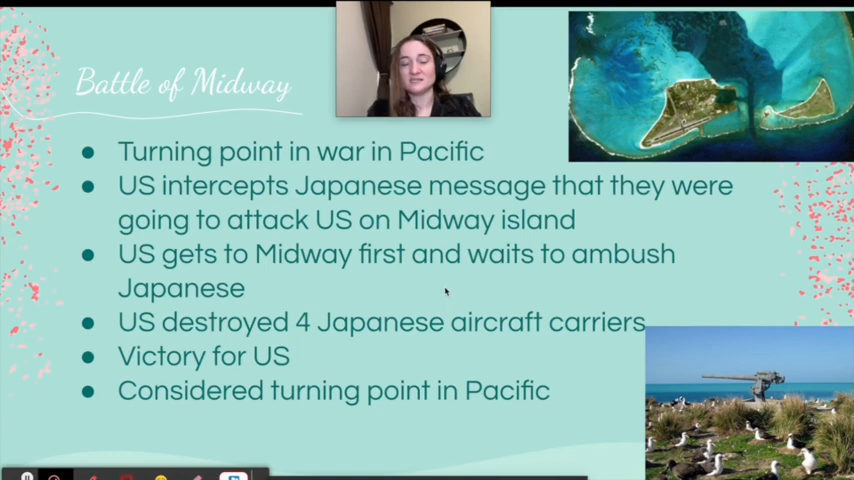 Battle of Midway
● Turning point in war in Pacific
● US intercepts Japanese message that they were
going to attack US on Midway island
● US gets to Midway first and waits to ambush
Japanese
● US destroyed 4 Japanese aircraft carriers
● Victory for US
● Considered turning point in Pacific